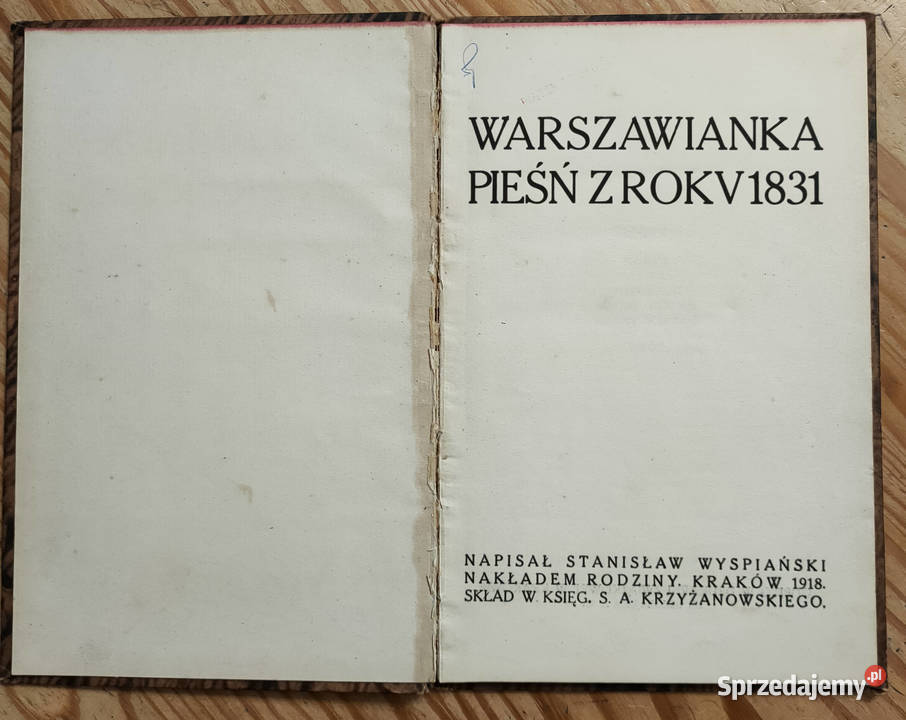 WARSZAWIANKA
PIEŚŃ Z ROKV 1831
NAPISAŁ STANISŁAW WYSPIAŃSKI
NAKŁADEM RODZINY. KRAKÓW 1918.
SKŁAD W KSIĘG. S. A. KRZYŻANOWSKIEGO.
Sprzedajemy.pl